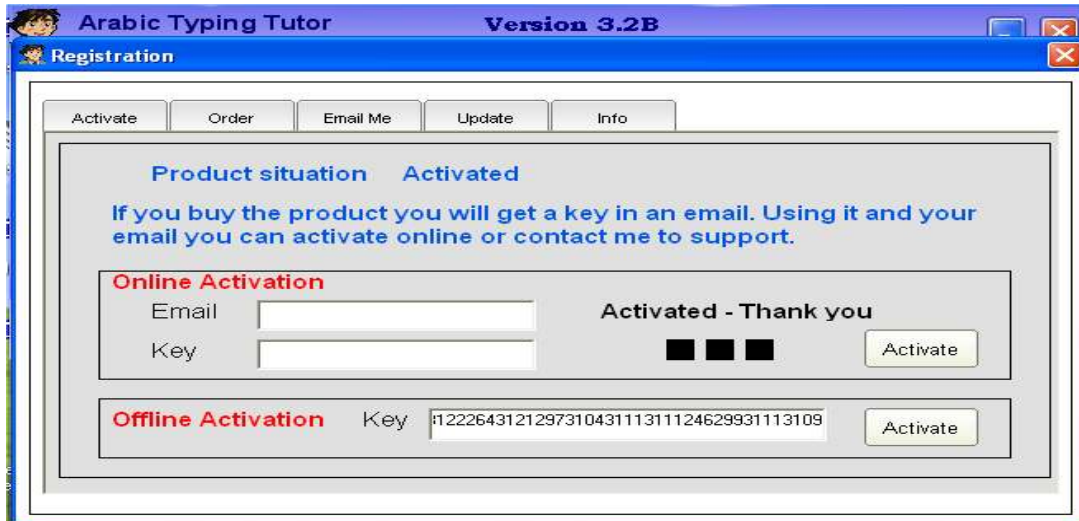 Arabic Typing Tutor Version 3.2B
Registration
Activate Order Email Me Update Info
Product situation Activated
If you buy the product you will get a key in an email. Using it and your
email you can activate online or contact me to support.
Online Activation
Email Activated - Thank you
Key Activate
Offline Activation Key Activate